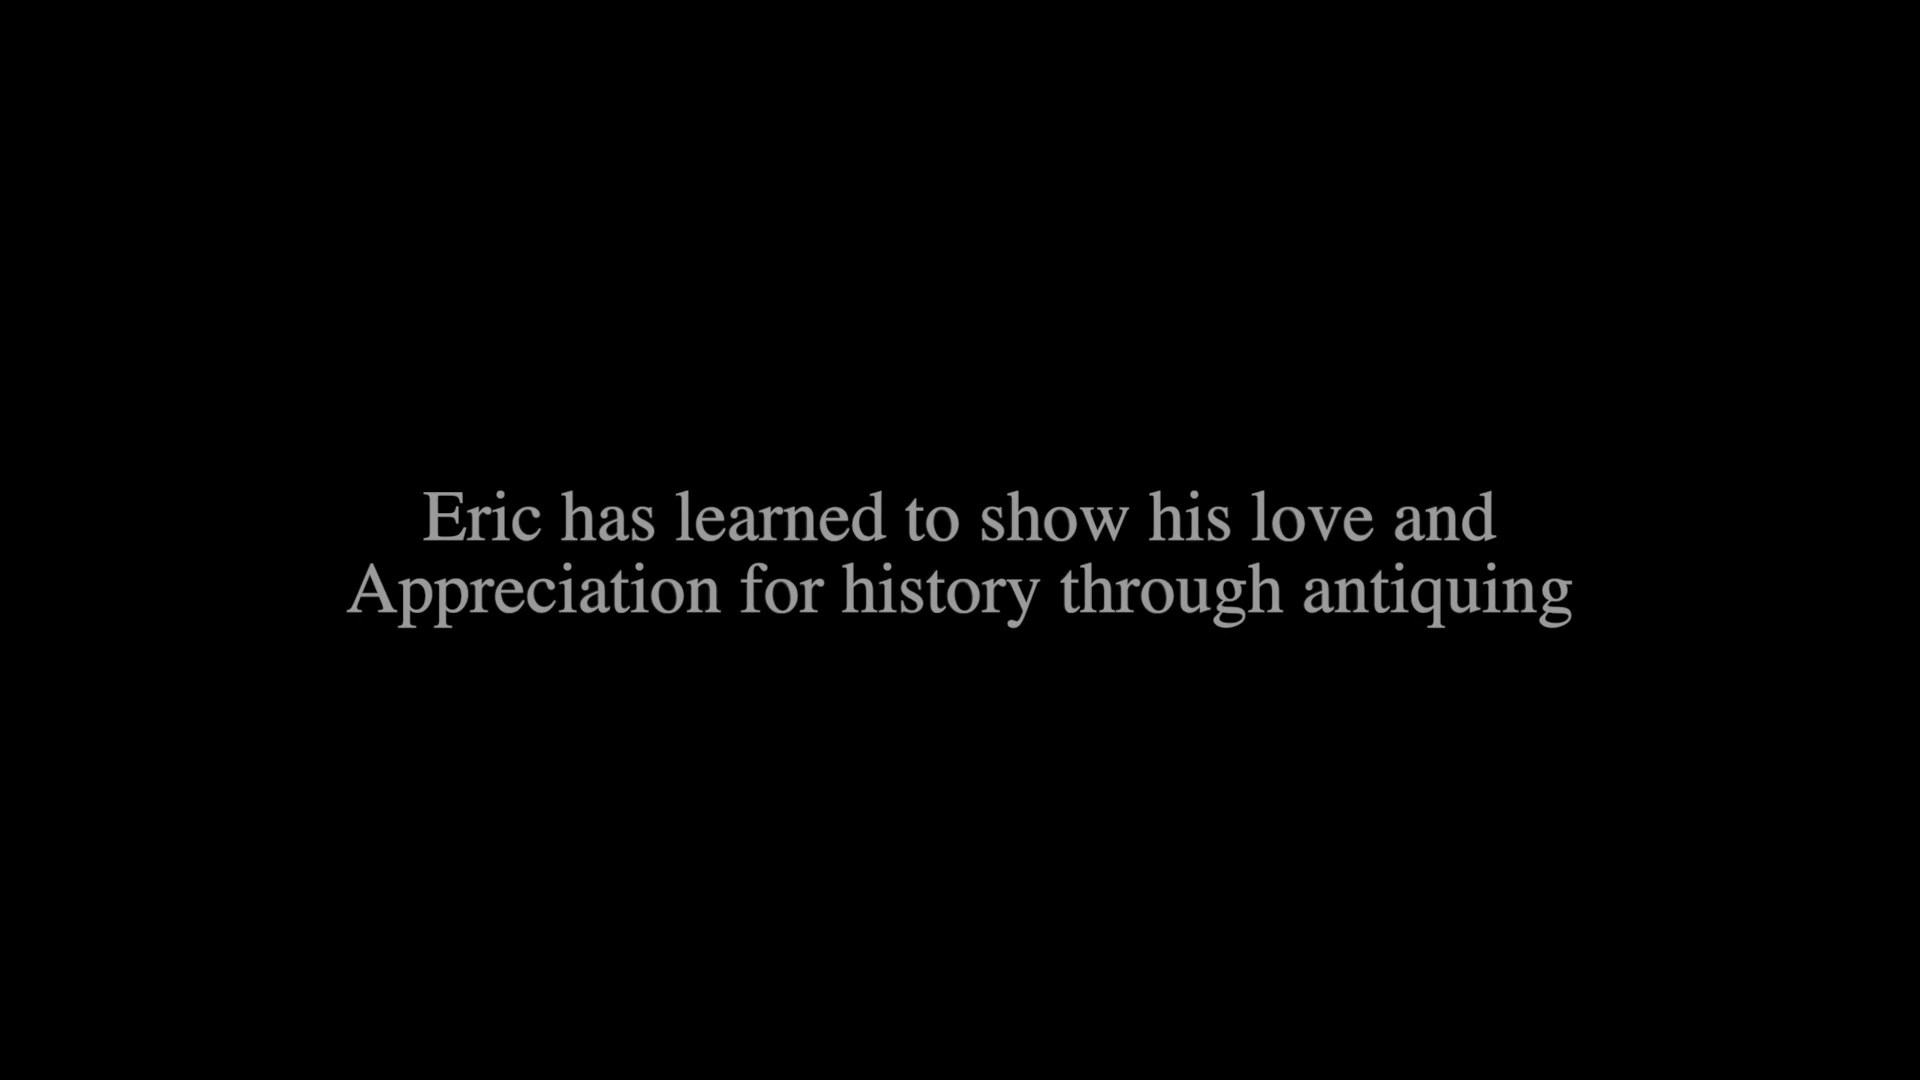 Eric has learned to show his love and
Appreciation for history through antiquing